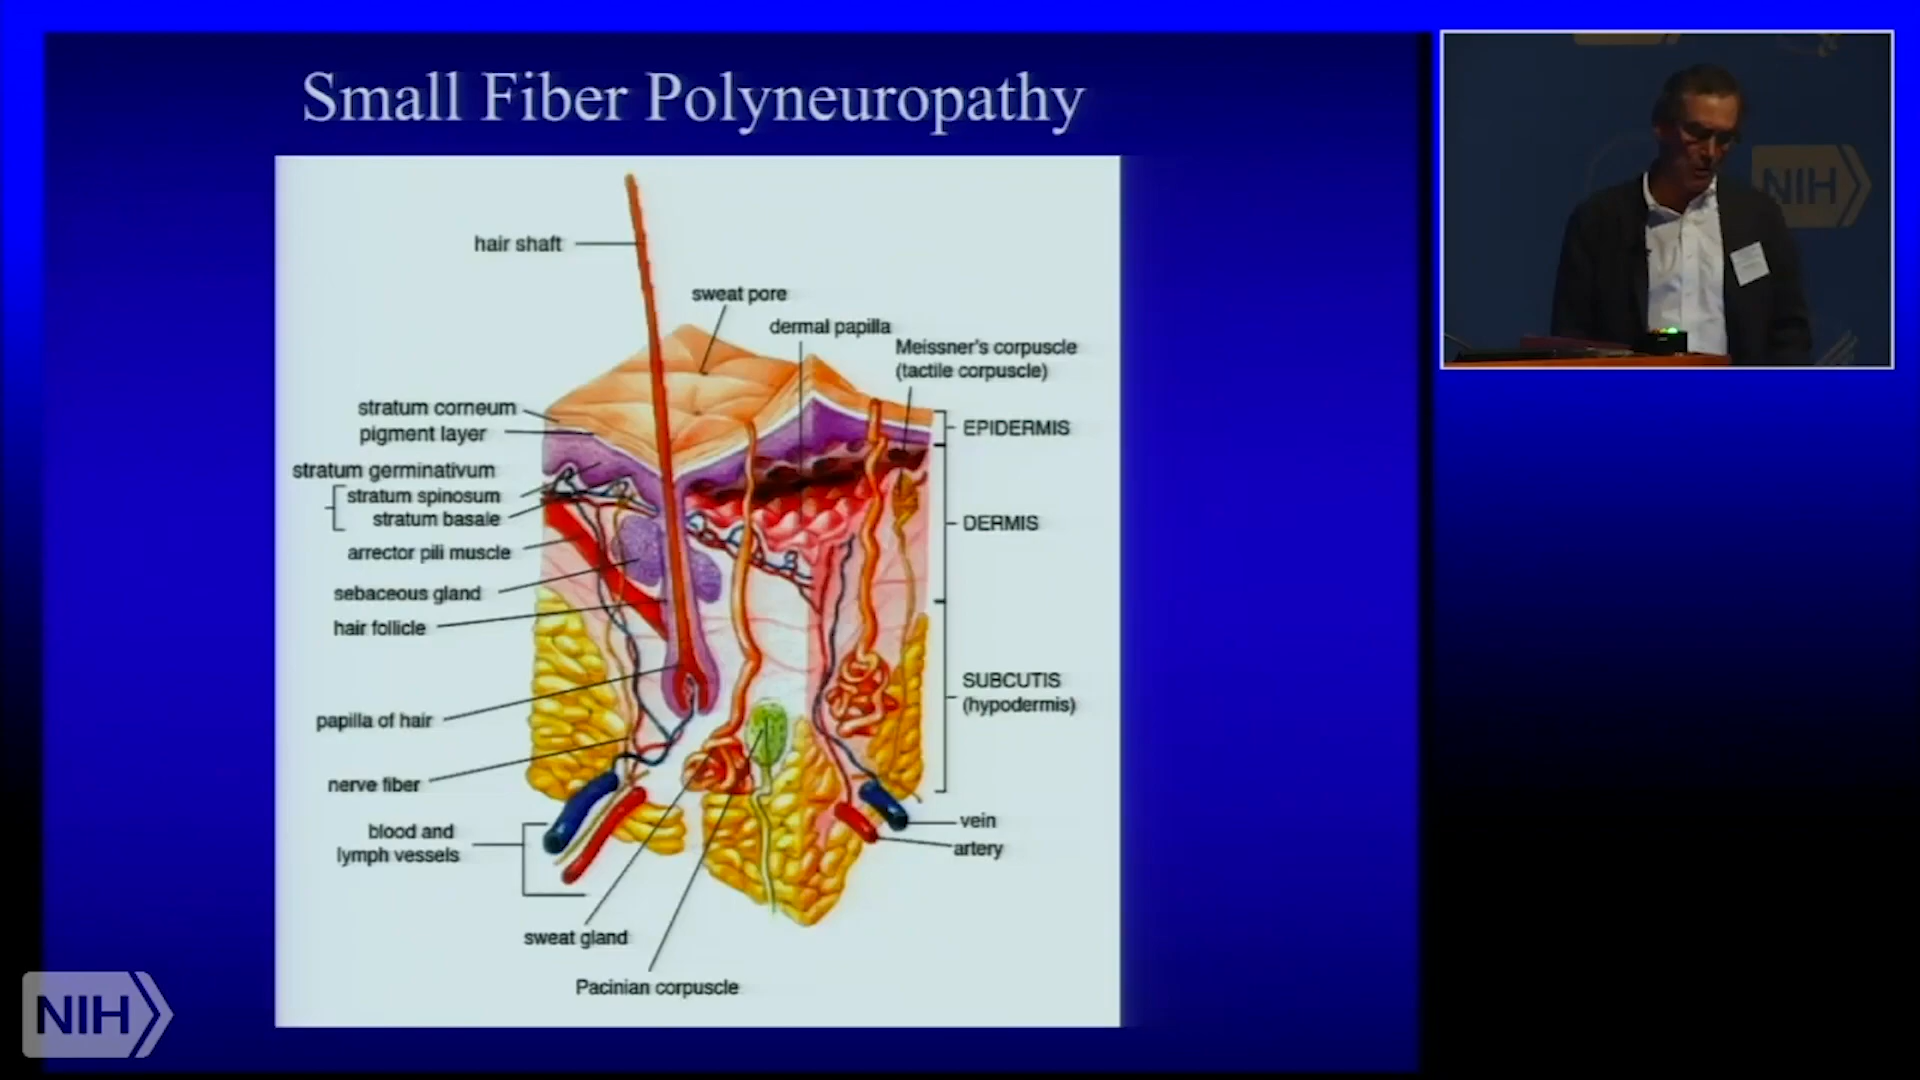 Small Fiber Polyneuropathy
hair shaft
sweat pore
dermal papilla
Meissner's corpuscle
(tactile corpuscle)
stratum corneum
pigment layer
stratum germinativum
stratum spinosum
stratum basale
arrector pili muscle
sebaceous gland
hair follicle
papilla of hair
nerve fiber
blood and
lymph vessels
sweat gland
Pacinian corpuscle
EPIDERMIS
DERMIS
SUBCUTIS
(hypodermis)
vein
artery
NIH
NIH